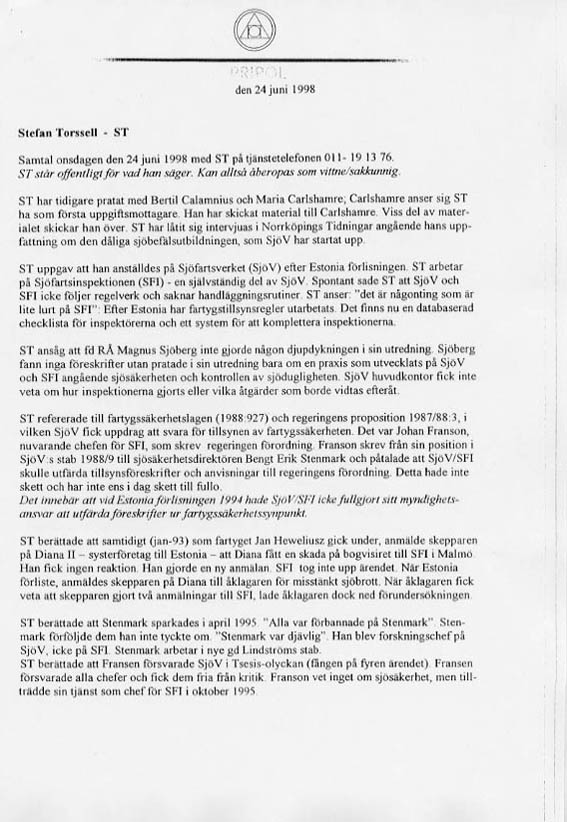 PRIPOL
den 24 juni 1998
Stefan Torssell - ST
Samtal onsdagen den 24 juni 1998 med ST på tjänstetelefonen 011- 19 13 76.
ST står offentligt för vad han säger. Kan alltså åberopas som vittne/sakkunnig.
ST har tidigare pratat med Bertil Calamnius och Maria Carlshamre; Carlshamre anser sig ST
ha som första uppgiftsmottagare. Han har skickat material till Carlshamre. Viss del av mater-
ialet skickar han över. ST har låtit sig intervjuas i Norrköpings Tidningar angående hans upp-
fattning om den dåliga sjöbefälsutbildningen, som SjöV har startat upp.
ST uppgav att han anställdes på Sjöfartsverket (SjöV) efter Estonia förlisningen. ST arbetar
på Sjöfartsinspektionen (SFI) - en självständig del av SjöV. Spontant sade ST att SjöV och
SFI icke följer regelverk och saknar handläggningsrutiner. ST anser: "det är någonting som är
lite lurt på SFI". Efter Estonia har fartygstillsynsregler utarbetats. Det finns nu en databaserad
checklista för inspektörerna och ett system för att komplettera inspektionerna.
ST ansåg att fd RÅ Magnus Sjöberg inte gjorde någon djupdykningen i sin utredning. Sjöberg
fann inga föreskrifter utan pratade i sin utredning bara om en praxis som utvecklats på SjöV
och SFI angående sjösäkerheten och kontrollen av sjödugligheten. SjöV huvudkontor fick inte
veta om hur inspektionerna gjorts eller vilka åtgärder som borde vidtas efteråt.
ST refererade till fartygssäkerhetslagen (1988:927) och regeringens proposition 1987/88:3, i
vilken SjöV fick uppdrag att svara för tillsynen av fartygssäkerheten. Det var Johan Franson,
nuvarande chefen för SFI, som skrev regeringen förordning. Franson skrev från sin position i
SjöV:s stab 1988/9 till sjösäkerhetsdirektören Bengt Erik Stenmark och påtalade att SjöV/SFI
skulle utfärda tillsynsföreskrifter och anvisningar till regeringens förordning. Detta hade inte
skett och har inte ens i dag skett till fullo.
Det innebär att vid Estonia förlisningen 1994 hade SjöV/SFI icke fullgjort sitt myndighets-
ansvar att utfärda föreskrifter ur fartygssäkerhetssynpunkt.
ST berättade att samtidigt (jan-93) som fartyget Jan Heweliusz gick under, anmälde skepparen
på Diana II – systerföretag till Estonia – att Diana fått en skada på bogvisiret till SFI i Malmö.
Han fick ingen reaktion. Han gjorde en ny anmälan. SFI tog inte upp ärendet. När Estonia
förliste, anmäldes skepparen på Diana till åklagaren för misstänkt sjöbrott. När åklagaren fick
veta att skepparen gjort två anmälningar till SFI, lade åklagaren dock ned förundersökningen.
ST berättade att Stenmark sparkades i april 1995. "Alla var förbannade på Stenmark". Sten-
mark förföljde dem han inte tyckte om. "Stenmark var djävlig". Han blev forskningschef på
SjöV, icke på SFI. Stenmark arbetar i nye gd Lindströms stab.
ST berättade att Fransen försvarade SjöV i Tsesis-olyckan (fången på fyren ärendet). Fransen
försvarade alla chefer och fick dem fria från kritik. Franson vet inget om sjösäkerhet, men till-
trädde sin tjänst som chef för SFI i oktober 1995.